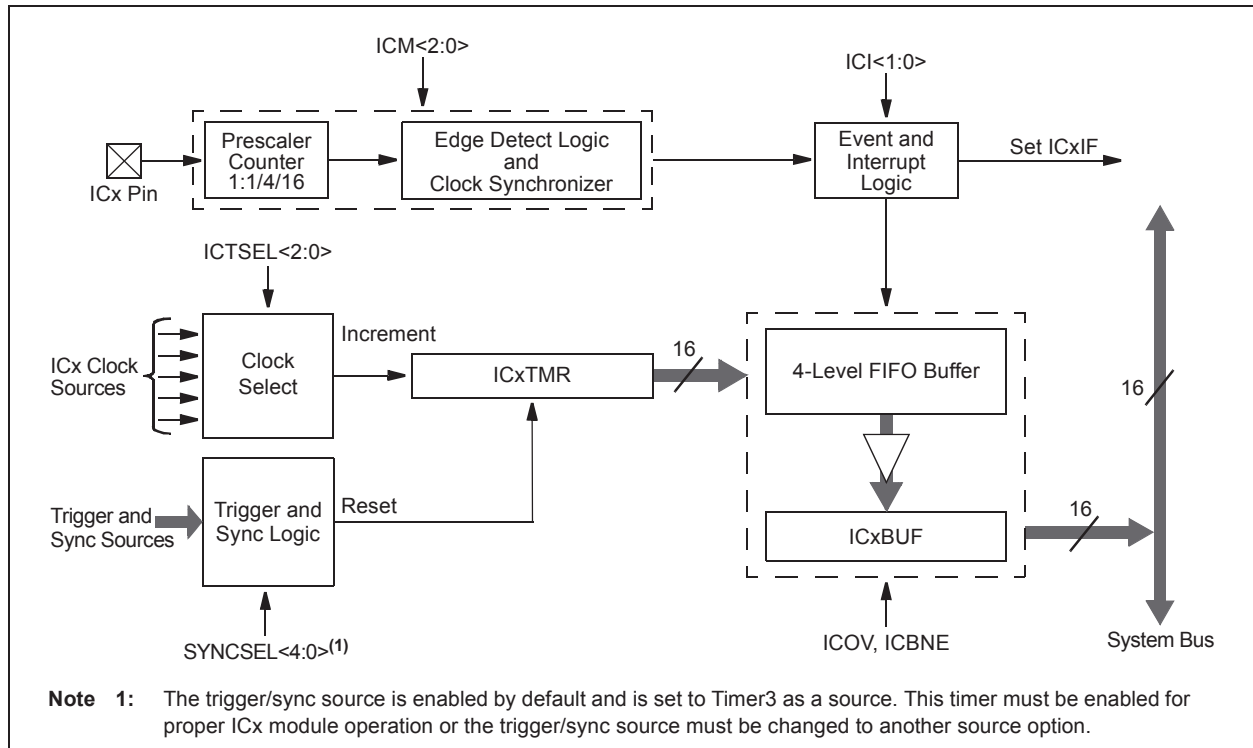 ICM<2:0>
ICI<1:0>
Prescaler
Counter
1:1/4/16
Edge Detect Logic
and
Clock Synchronizer
Event and
Interrupt
Logic
Set ICxIF
ICx Pin
ICTSEL<2:0>
Increment
ICx Clock
Sources
Clock
Select
ICxTMR
16
4-Level FIFO Buffer
16
Trigger and
Sync Sources
Trigger and
Sync Logic
Reset
ICxBUF
16
SYNCSEL<4:0>(1)
ICOV, ICBNE
System Bus
Note 1: The trigger/sync source is enabled by default and is set to Timer3 as a source. This timer must be enabled for
proper ICx module operation or the trigger/sync source must be changed to another source option.